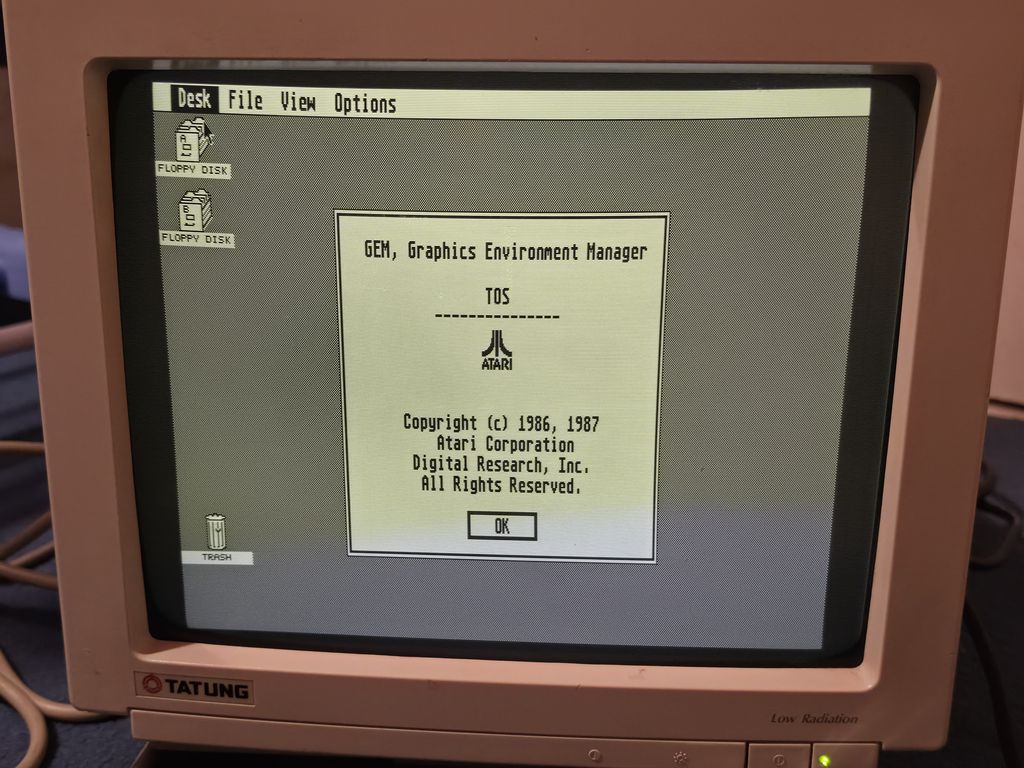 Desk File View Options
A
FLOPPY DISK
B
FLOPPY DISK
GEM, Graphics Environment Manager
TOS
---------------
ATARI
Copyright (c) 1986, 1987
Atari Corporation
Digital Research, Inc.
All Rights Reserved.
OK
TRASH
TATUNG
Low Radiation